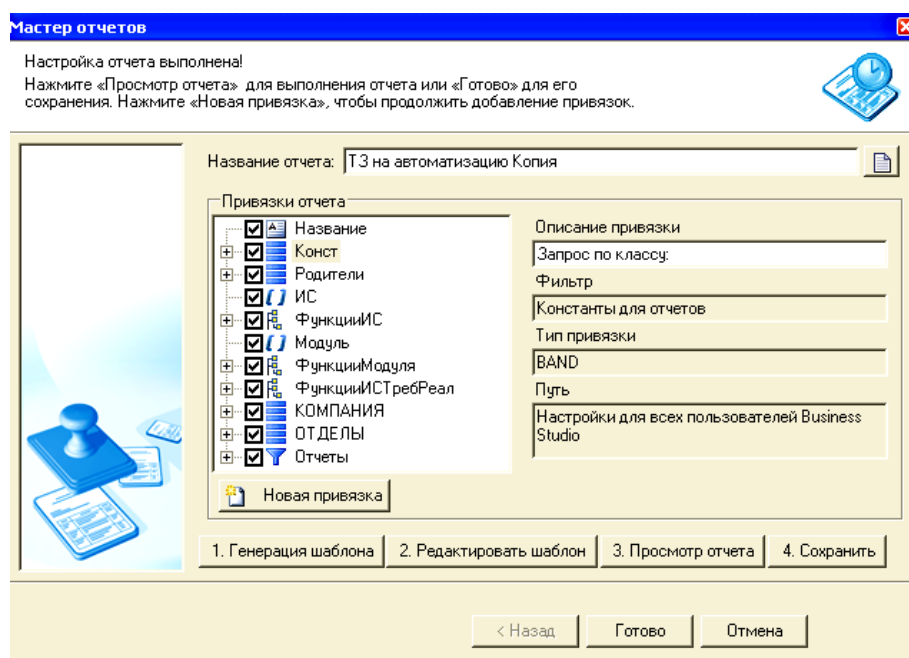 Мастер отчетов
Настройка отчета выполнена!
Нажмите «Просмотр отчета» для выполнения отчета или «Готово» для его
сохранения. Нажмите «Новая привязка», чтобы продолжить добавление привязок.
Название отчета: ТЗ на автоматизацию Копия
Привязки отчета
Название
Конст
Родители
ИС
ФункцииИС
Модуль
ФункцииМодуля
ФункцииИСТребРеал
КОМПАНИЯ
ОТДЕЛЫ
Отчеты
Новая привязка
Описание привязки
Запрос по классу:
Фильтр
Константы для отчетов
Тип привязки
BAND
Путь
Настройки для всех пользователей Business
Studio
1. Генерация шаблона 2. Редактировать шаблон 3. Просмотр отчета 4. Сохранить
< Назад Готово Отмена